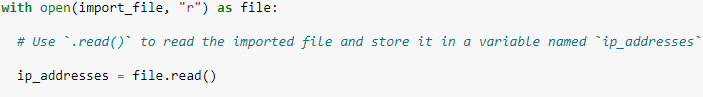 with open(import_file, "r") as file:
# Use `.read()` to read the imported file and store it in a variable named `ip_addresses`
ip_addresses = file.read()